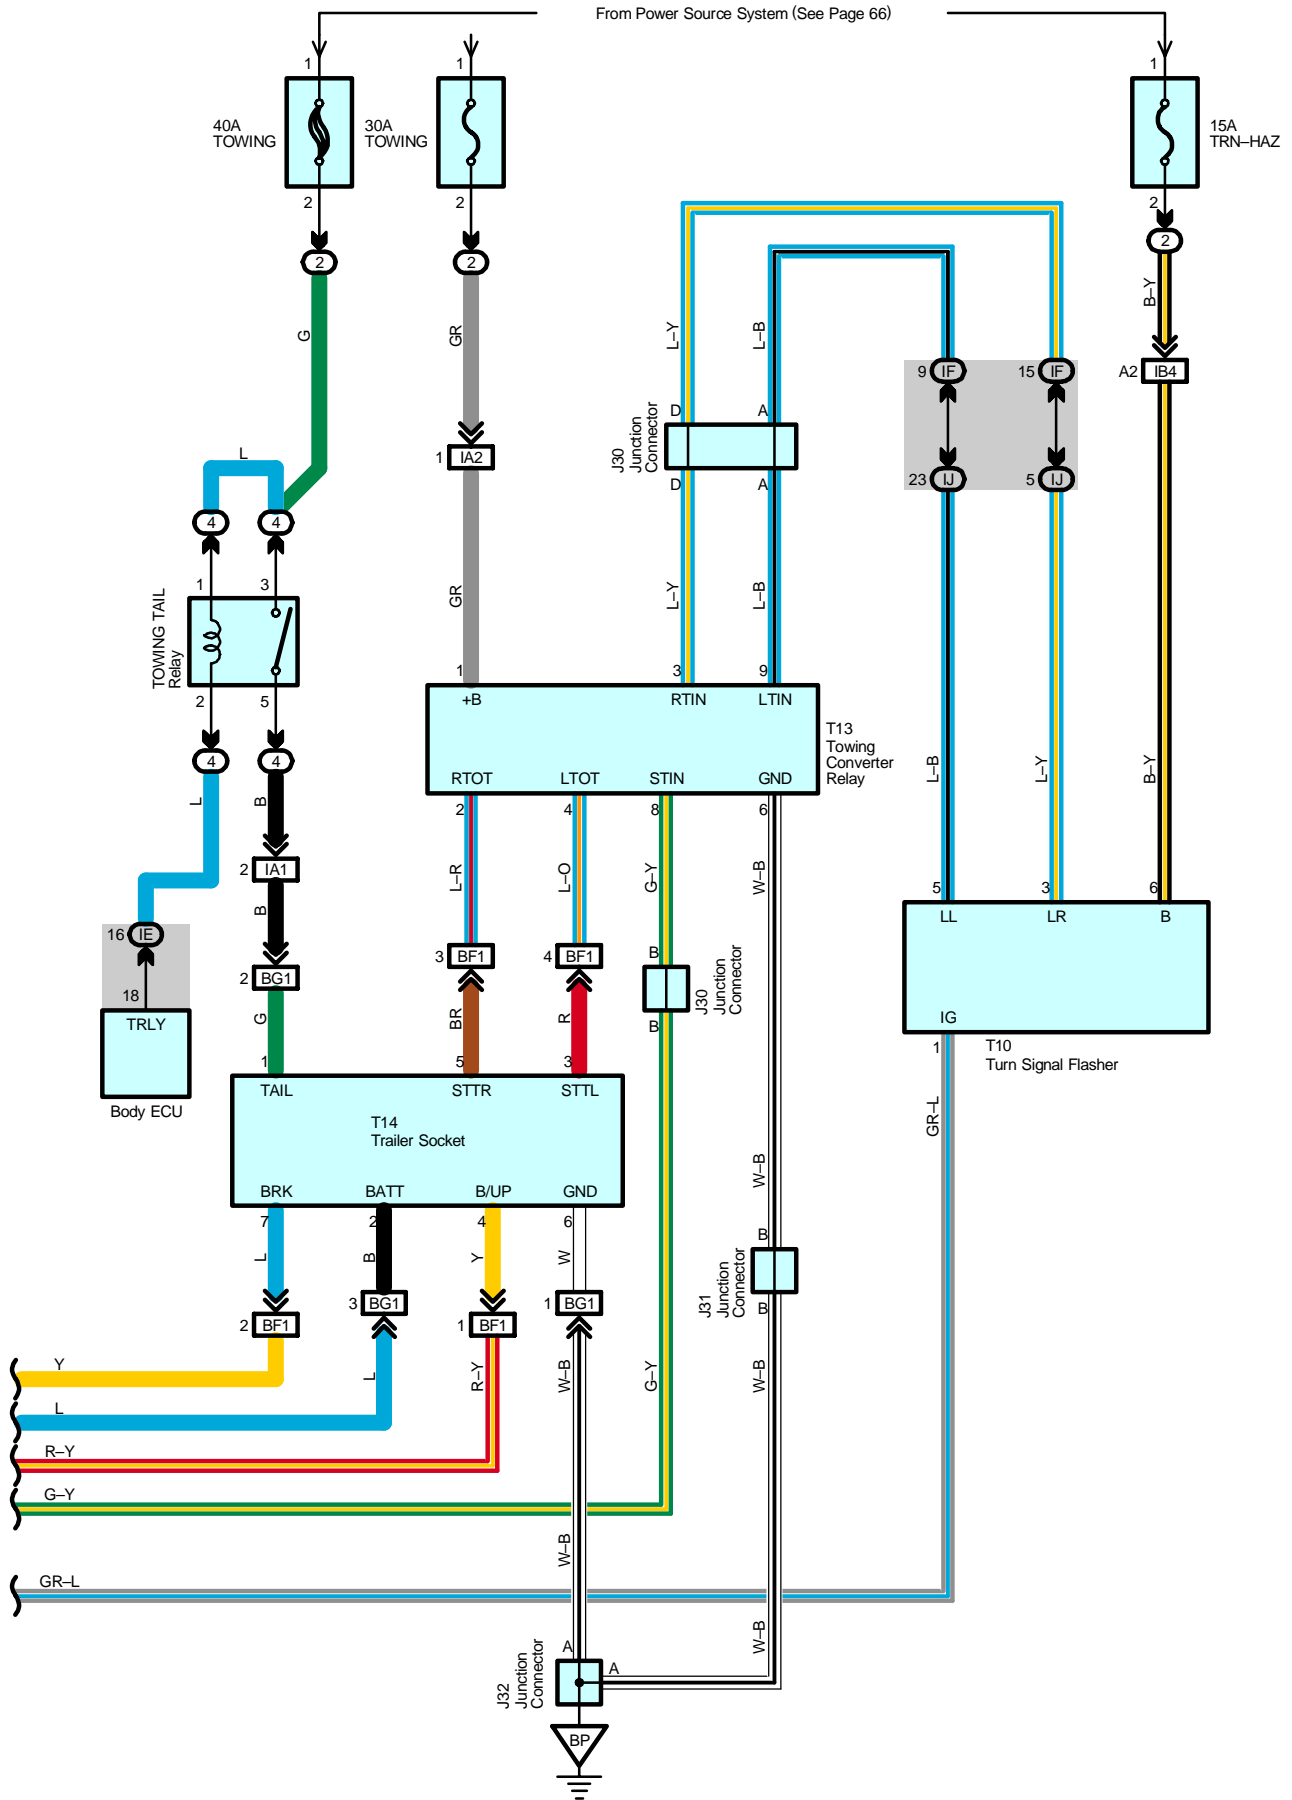 From Power Source System (See Page 66)
1
1
1
40A
TOWING
30A
TOWING
15A
TRN–HAZ
2
2
2
2
2
2
G
GR
L–Y
L–B
B–Y
9
IF
15
IF
A2
IB4
D
A
J30
Junction
Connector
1
IA2
L
D
A
23
IJ
5
IJ
4
4
1
3
GR
L–Y
L–B
TOWING TAIL
Relay
2
5
1
3
9
+B
RTIN
LTIN
T13
Towing
Converter
Relay
4
4
RTOT
LTOT
STIN
GND
L–B
L–Y
B–Y
L
B
2
4
8
6
2
IA1
L–R
L–O
G–Y
W–B
5
3
6
B
LL
LR
B
16
IE
3
BF1
4
BF1
B
2
BG1
J30
Junction
Connector
18
TRLY
G
BR
R
B
IG
1
5
3
1
T10
Turn Signal Flasher
Body ECU
TAIL
STTR
STTL
T14
Trailer Socket
GR–L
W–B
BRK
BATT
B/UP
GND
7
2
4
6
L
B
Y
W
B
J31
Junction
Connector
B
2
BF1
3
BG1
1
BF1
1
BG1
Y
L
R–Y
W–B
G–Y
W–B
L
R–Y
G–Y
W–B
GR–L
W–B
A
A
J32
Junction
Connector
BP